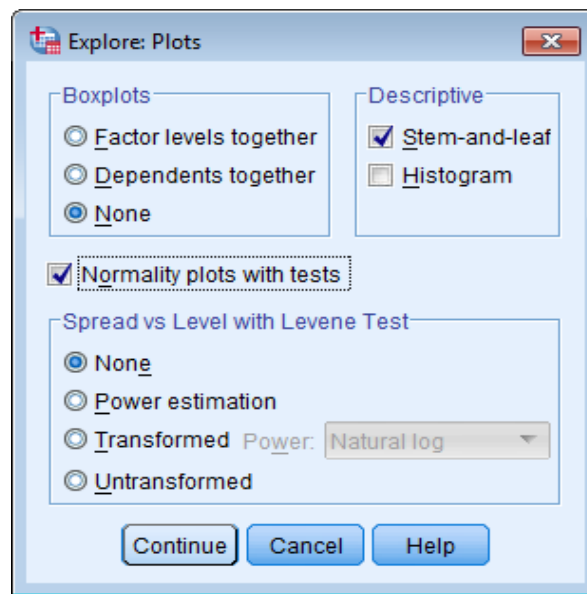 Explore: Plots
Boxplots
Factor levels together
Dependents together
None
Descriptive
Stem-and-leaf
Histogram
Normality plots with tests
Spread vs Level with Levene Test
None
Power estimation
Transformed Power: Natural log
Untransformed
Continue Cancel Help